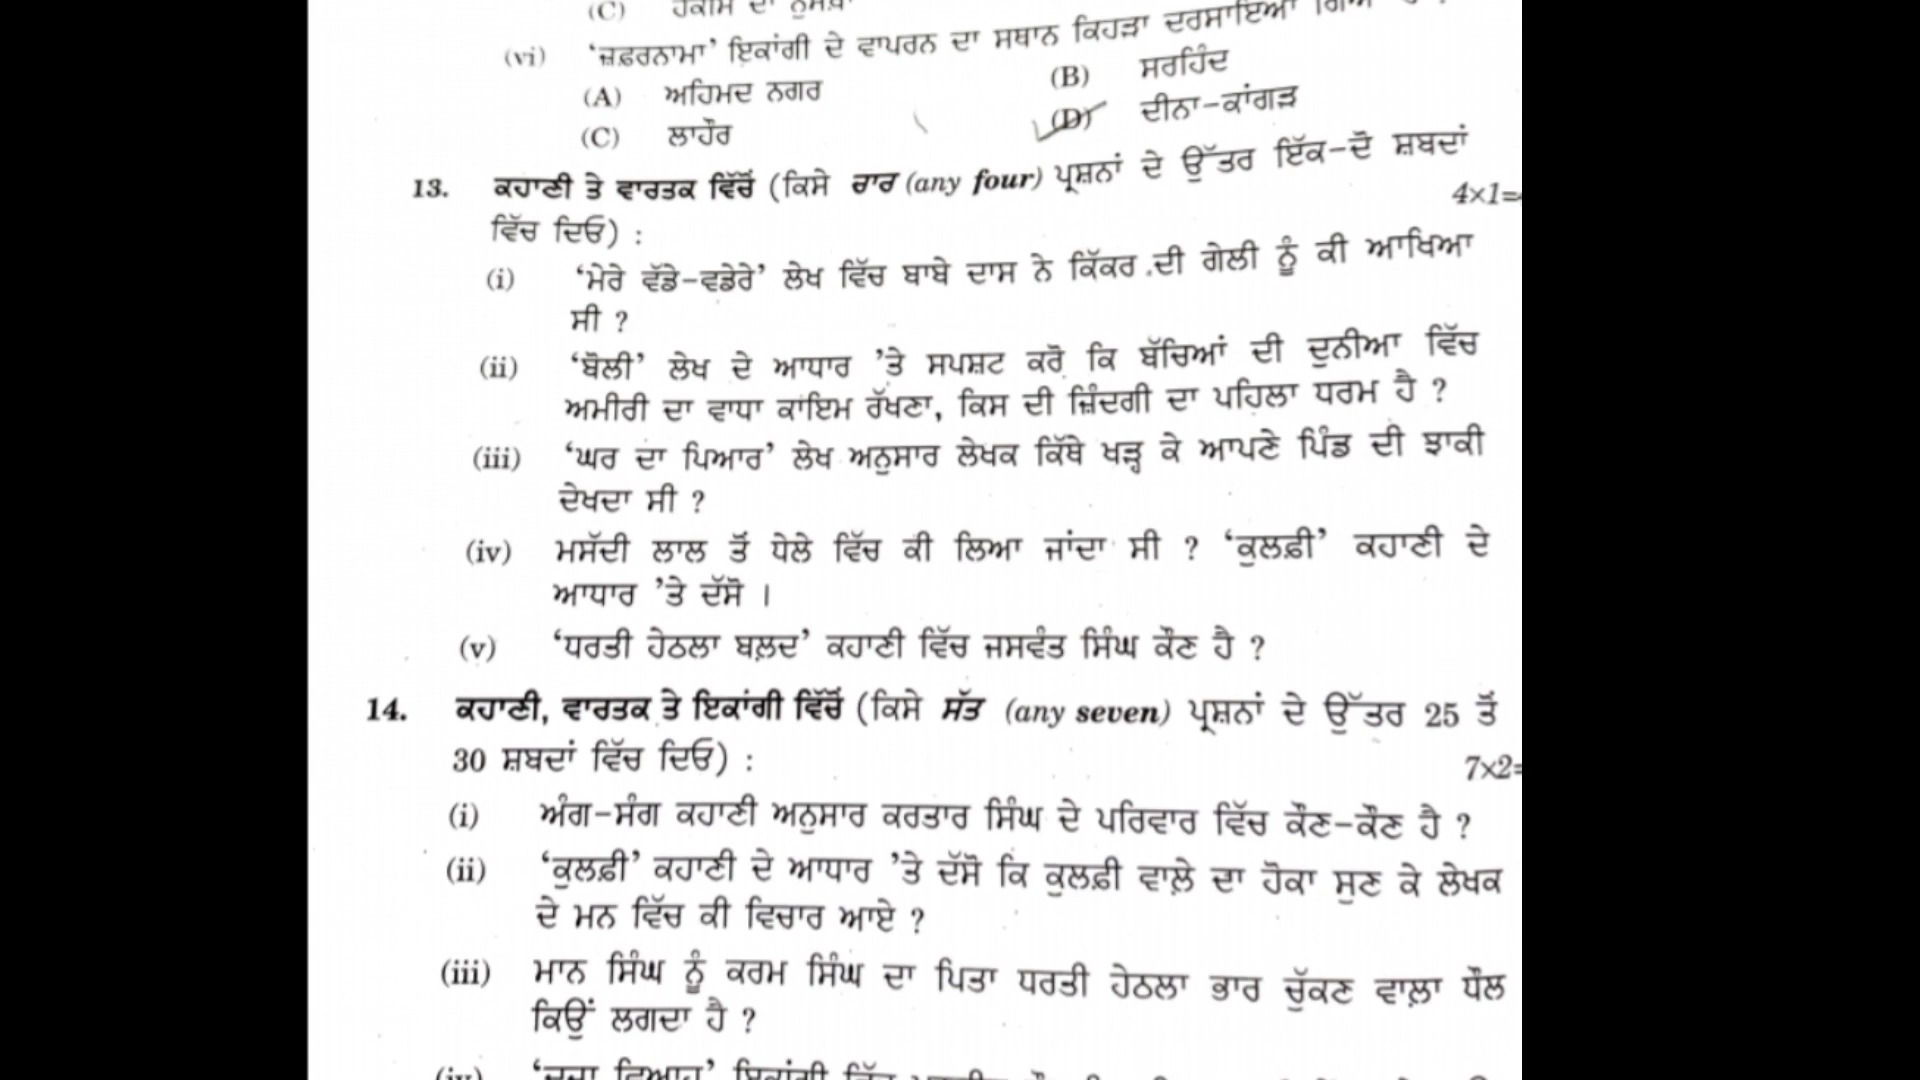 (C) ਹਕੀਮ ਦਾ ਨੁਸਖ਼ਾ
(vi) ‘ਜ਼ਫ਼ਰਨਾਮਾ’ ਇਕਾਂਗੀ ਦੇ ਵਾਪਰਨ ਦਾ ਸਥਾਨ ਕਿਹੜਾ ਦਰਸਾਇਆ ਗਿਆ
(A) ਅਹਿਮਦ ਨਗਰ (B) ਸਰਹਿੰਦ
(C) ਲਾਹੌਰ (D) ਦੀਨਾ-ਕਾਂਗੜ
13. ਕਹਾਣੀ ਤੇ ਵਾਰਤਕ ਵਿੱਚੋਂ (ਕਿਸੇ ਚਾਰ (any four) ਪ੍ਰਸ਼ਨਾਂ ਦੇ ਉੱਤਰ ਇੱਕ-ਦੋ ਸ਼ਬਦਾਂ
ਵਿੱਚ ਦਿਓ) : 4×1=
(i) ‘ਮੇਰੇ ਵੱਡੇ-ਵਡੇਰੇ’ ਲੇਖ ਵਿੱਚ ਬਾਬੇ ਦਾਸ ਨੇ ਕਿੱਕਰ ਦੀ ਗੇਲੀ ਨੂੰ ਕੀ ਆਖਿਆ
ਸੀ ?
(ii) ‘ਬੋਲੀ’ ਲੇਖ ਦੇ ਆਧਾਰ ’ਤੇ ਸਪਸ਼ਟ ਕਰੋ ਕਿ ਬੱਚਿਆਂ ਦੀ ਦੁਨੀਆ ਵਿੱਚ
ਅਮੀਰੀ ਦਾ ਵਾਧਾ ਕਾਇਮ ਰੱਖਣਾ, ਕਿਸ ਦੀ ਜ਼ਿੰਦਗੀ ਦਾ ਪਹਿਲਾ ਧਰਮ ਹੈ ?
(iii) ‘ਘਰ ਦਾ ਪਿਆਰ’ ਲੇਖ ਅਨੁਸਾਰ ਲੇਖਕ ਕਿੱਥੇ ਖੜ੍ਹ ਕੇ ਆਪਣੇ ਪਿੰਡ ਦੀ ਝਾਕੀ
ਦੇਖਦਾ ਸੀ ?
(iv) ਮਸੱਦੀ ਲਾਲ ਤੋਂ ਧੇਲੇ ਵਿੱਚ ਕੀ ਲਿਆ ਜਾਂਦਾ ਸੀ ? ‘ਕੁਲਫ਼ੀ’ ਕਹਾਣੀ ਦੇ
ਆਧਾਰ ’ਤੇ ਦੱਸੋ ।
(v) ‘ਧਰਤੀ ਹੇਠਲਾ ਬਲ਼ਦ’ ਕਹਾਣੀ ਵਿੱਚ ਜਸਵੰਤ ਸਿੰਘ ਕੌਣ ਹੈ ?
14. ਕਹਾਣੀ, ਵਾਰਤਕ ਤੇ ਇਕਾਂਗੀ ਵਿੱਚੋਂ (ਕਿਸੇ ਸੱਤ (any seven) ਪ੍ਰਸ਼ਨਾਂ ਦੇ ਉੱਤਰ 25 ਤੋਂ
30 ਸ਼ਬਦਾਂ ਵਿੱਚ ਦਿਓ) : 7×2=
(i) ਅੰਗ-ਸੰਗ ਕਹਾਣੀ ਅਨੁਸਾਰ ਕਰਤਾਰ ਸਿੰਘ ਦੇ ਪਰਿਵਾਰ ਵਿੱਚ ਕੌਣ-ਕੌਣ ਹੈ ?
(ii) ‘ਕੁਲਫ਼ੀ’ ਕਹਾਣੀ ਦੇ ਆਧਾਰ ’ਤੇ ਦੱਸੋ ਕਿ ਕੁਲਫ਼ੀ ਵਾਲ਼ੇ ਦਾ ਹੋਕਾ ਸੁਣ ਕੇ ਲੇਖਕ
ਦੇ ਮਨ ਵਿੱਚ ਕੀ ਵਿਚਾਰ ਆਏ ?
(iii) ਮਾਨ ਸਿੰਘ ਨੂੰ ਕਰਮ ਸਿੰਘ ਦਾ ਪਿਤਾ ਧਰਤੀ ਹੇਠਲਾ ਭਾਰ ਚੁੱਕਣ ਵਾਲ਼ਾ ਧੌਲ
ਕਿਉਂ ਲਗਦਾ ਹੈ ?
(iv)